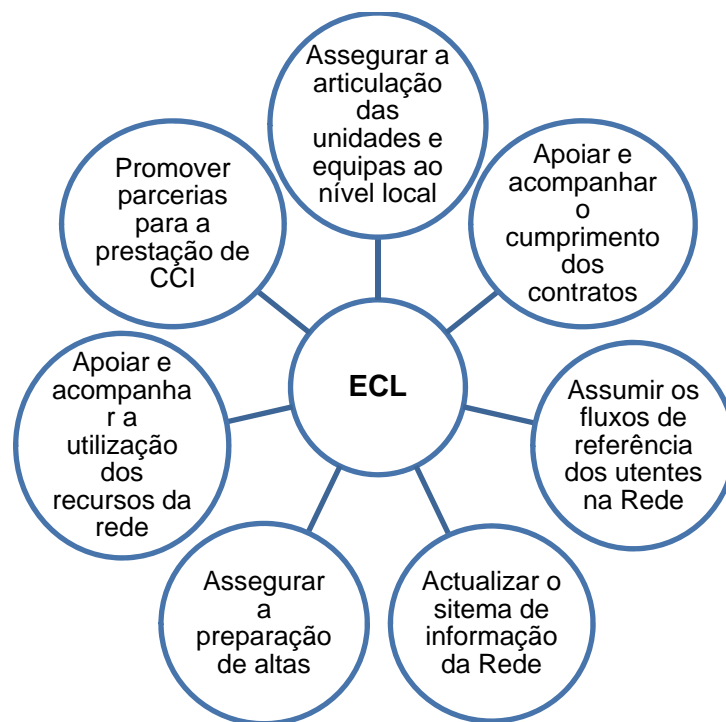 Assegurar a
articulação
das
unidades e
equipas ao
nível local
Apoiar e
acompanhar
o
cumprimento
dos
contratos
Assumir os
fluxos de
referência
dos utentes
na Rede
Actualizar o
sitema de
informação
da Rede
Assegurar
a
preparação
de altas
Apoiar e
acompanha
r a
utilização
dos
recursos da
rede
Promover
parcerias
para a
prestação de
CCI
ECL